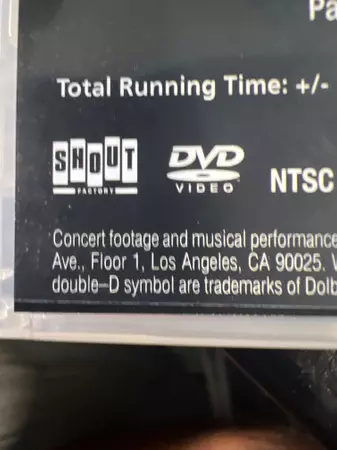 Pa
Total Running Time: +/-
SHOUT
FACTORY
DVD
VIDEO
NTSC
Concert footage and musical performance
Ave., Floor 1, Los Angeles, CA 90025. V
double–D symbol are trademarks of Dolb